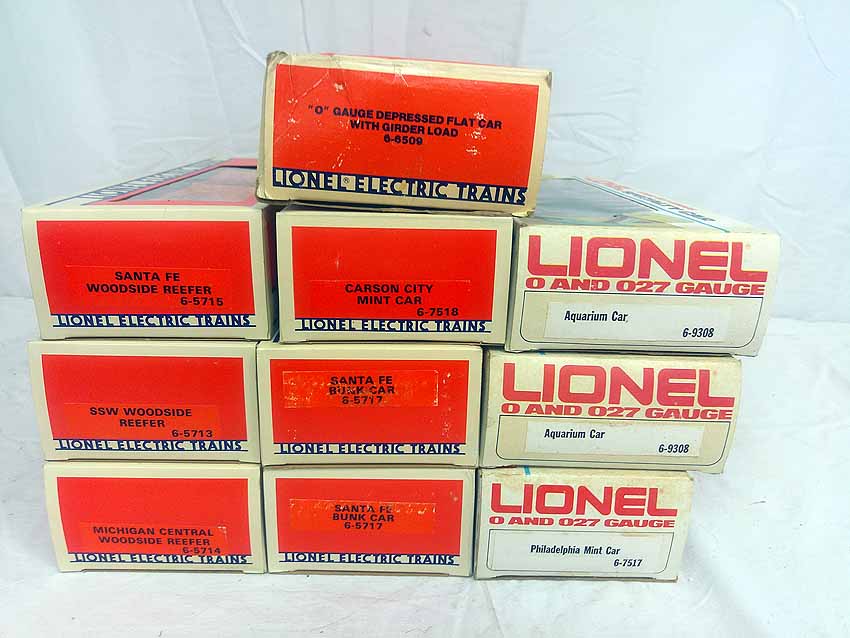 "O" GAUGE DEPRESSED FLAT CAR
WITH GIRDER LOAD
6-6509
LIONEL® ELECTRIC TRAINS
SANTA FE
WOODSIDE REEFER
6-5715
LIONEL ELECTRIC TRAINS
CARSON CITY
MINT CAR
6-7518
LIONEL ELECTRIC TRAINS
LIONEL
O AND O27 GAUGE
Aquarium Car
6-9308
SSW WOODSIDE
REEFER
6-5713
LIONEL ELECTRIC TRAINS
SANTA FE
BUNK CAR
6-5717
LIONEL ELECTRIC TRAINS
LIONEL
O AND O27 GAUGE
Aquarium Car
6-9308
MICHIGAN CENTRAL
WOODSIDE REEFER
6-5714
LIONEL ELECTRIC TRAINS
SANTA FE
BUNK CAR
6-5717
LIONEL ELECTRIC TRAINS
LIONEL
O AND O27 GAUGE
Philadelphia Mint Car
6-7517